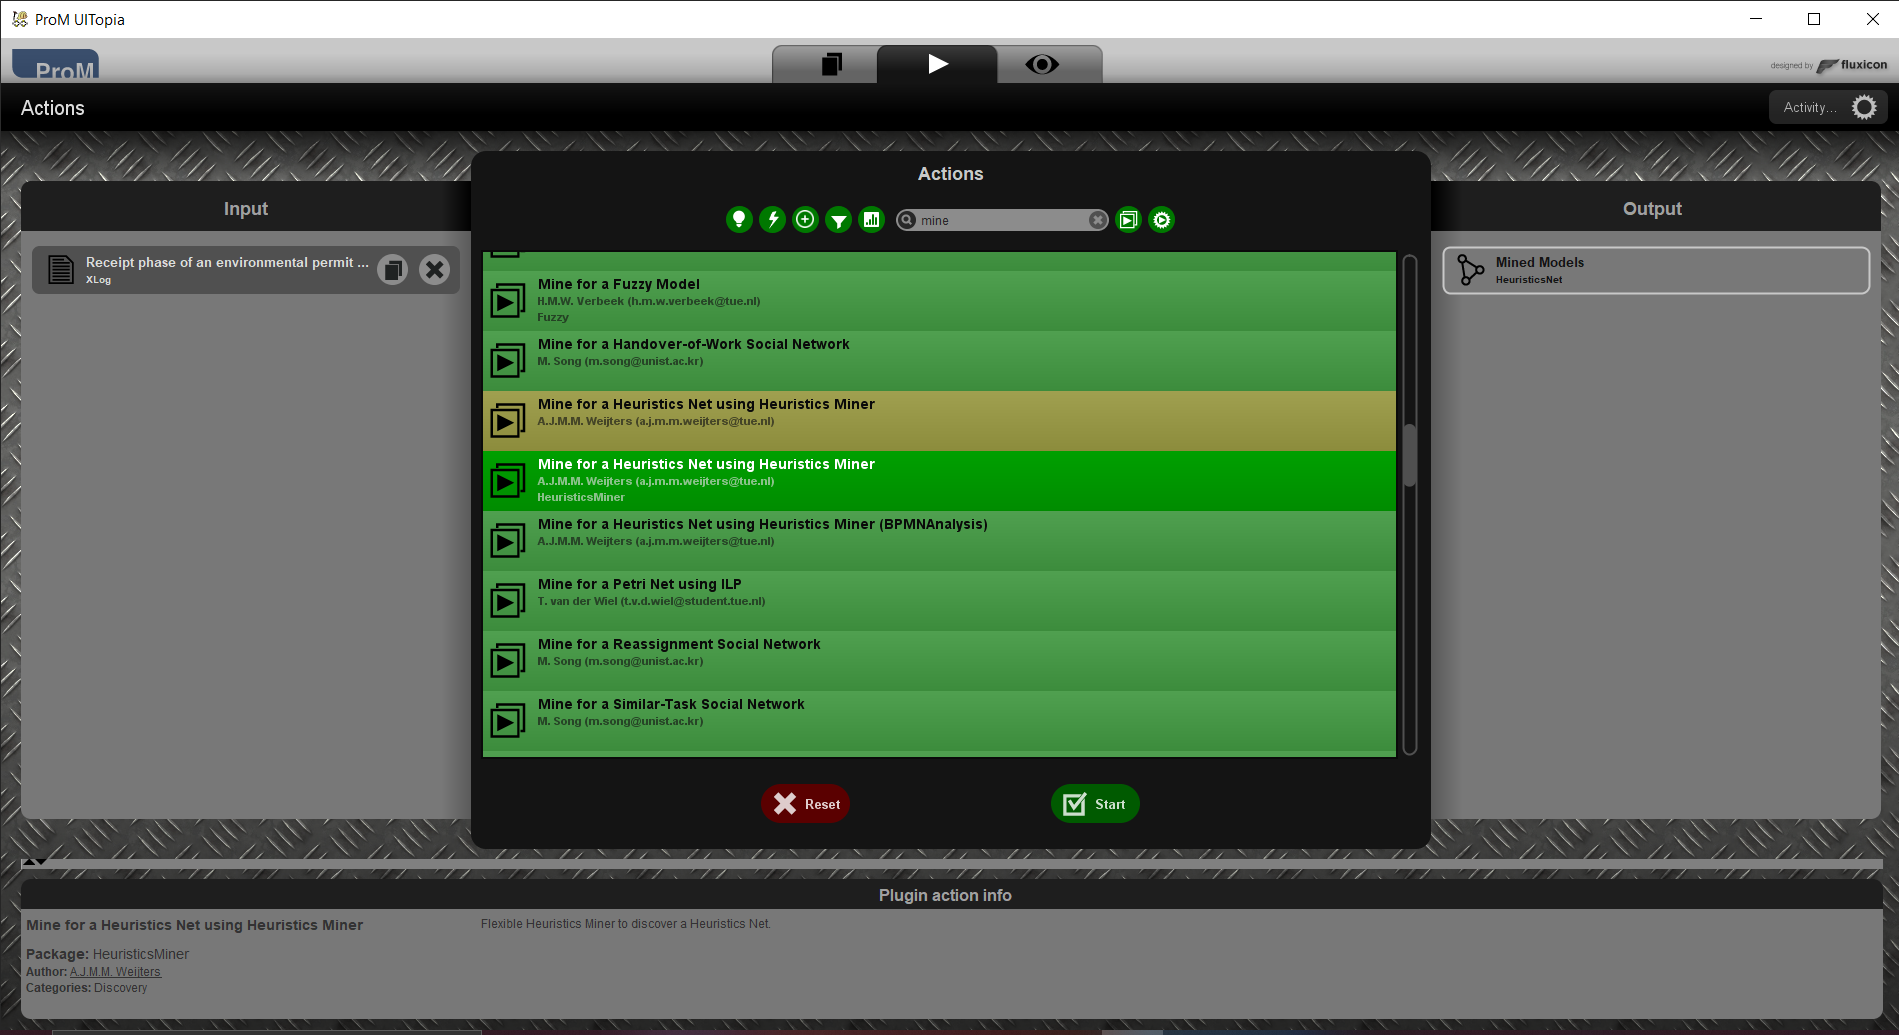 ProM UITopia
ProM
designed by fluxicon
Actions
Activity...
Actions
Input
Output
mine
Receipt phase of an environmental permit ...
XLog
Mined Models
HeuristicsNet
Mine for a Fuzzy Model
H.M.W. Verbeek (h.m.w.verbeek@tue.nl)
Fuzzy
Mine for a Handover-of-Work Social Network
M. Song (m.song@unist.ac.kr)
Mine for a Heuristics Net using Heuristics Miner
A.J.M.M. Weijters (a.j.m.m.weijters@tue.nl)
Mine for a Heuristics Net using Heuristics Miner
A.J.M.M. Weijters (a.j.m.m.weijters@tue.nl)
HeuristicsMiner
Mine for a Heuristics Net using Heuristics Miner (BPMNAnalysis)
A.J.M.M. Weijters (a.j.m.m.weijters@tue.nl)
Mine for a Petri Net using ILP
T. van der Wiel (t.v.d.wiel@student.tue.nl)
Mine for a Reassignment Social Network
M. Song (m.song@unist.ac.kr)
Mine for a Similar-Task Social Network
M. Song (m.song@unist.ac.kr)
Reset
Start
Plugin action info
Mine for a Heuristics Net using Heuristics Miner
Flexible Heuristics Miner to discover a Heuristics Net.
Package: HeuristicsMiner
Author: A.J.M.M. Weijters
Categories: Discovery